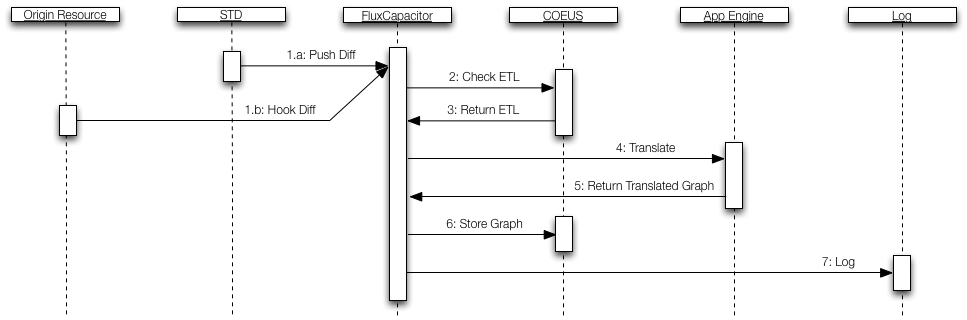 Origin Resource
STD
FluxCapacitor
COEUS
App Engine
Log
1.a: Push Diff
2: Check ETL
1.b: Hook Diff
3: Return ETL
4: Translate
5: Return Translated Graph
6: Store Graph
7: Log